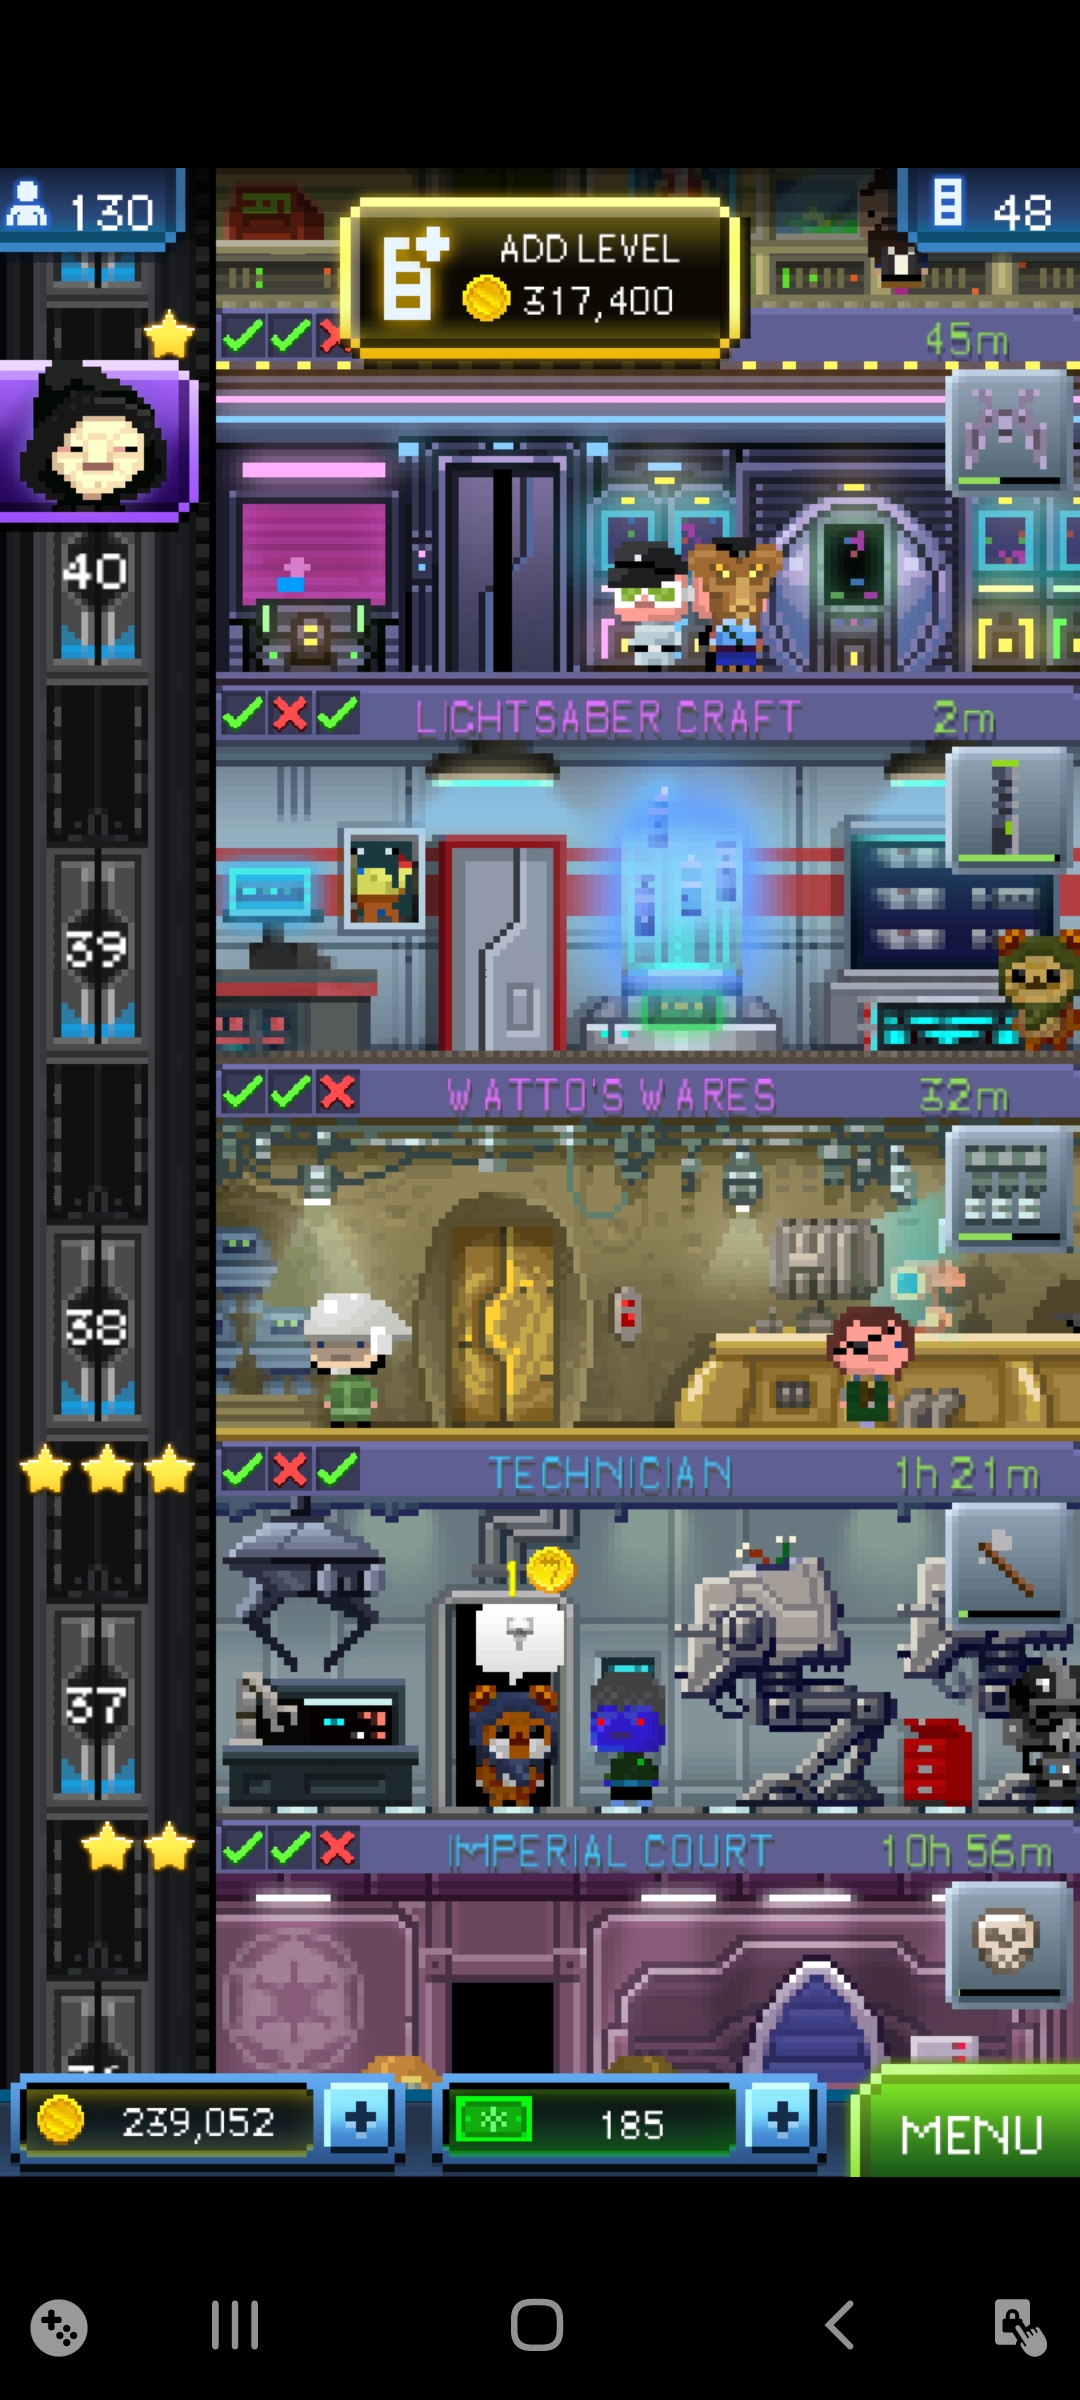 130
ADD LEVEL
317,400
48
45m
40
LIGHTSABER CRAFT
2m
39
WATTO'S WARES
32m
38
TECHNICIAN
1h 21m
1
37
IMPERIAL COURT
10h 56m
239,052
+
185
+
MENU